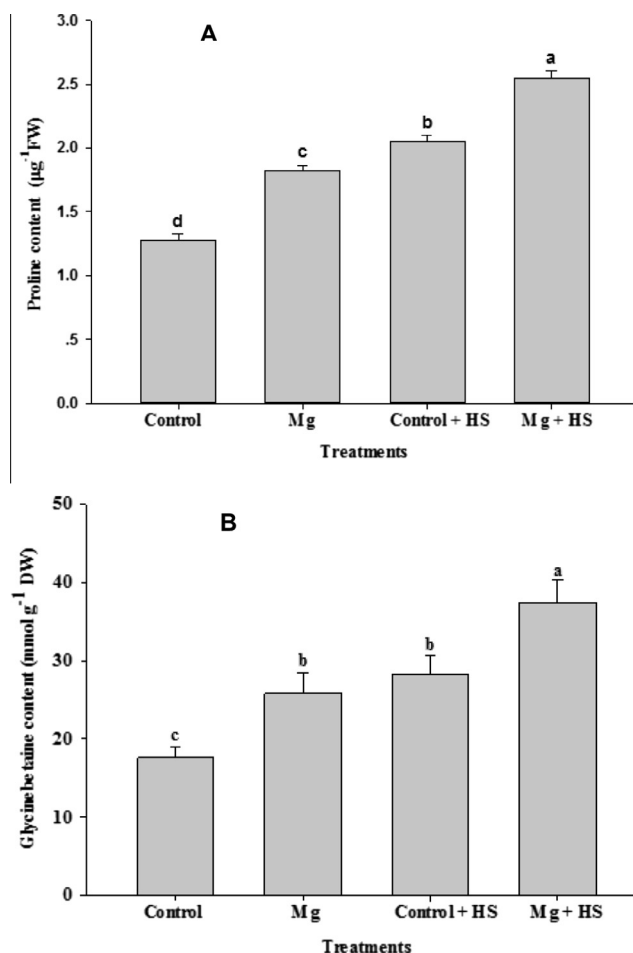 A
Proline content (µg⁻¹FW)
3.0
2.5
2.0
1.5
1.0
.5
0.0
d
c
b
a
Control Mg Control + HS Mg + HS
Treatments
B
Glycinebetaine content (mmol g⁻¹ DW)
50
40
30
20
10
0
c
b
b
a
Control Mg Control + HS Mg + HS
Treatments